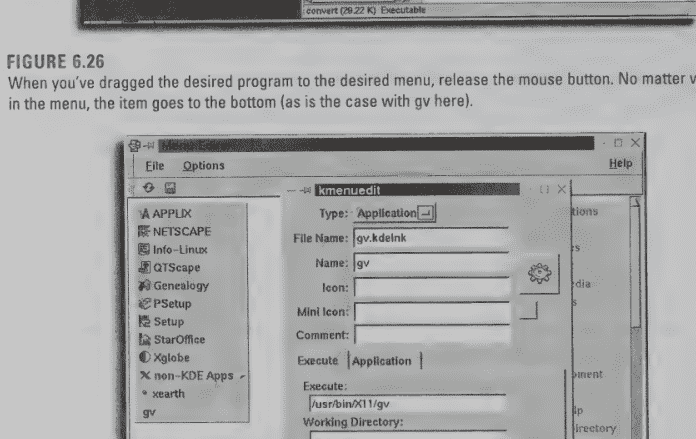 convert (29.22 K) Executable
FIGURE 6.26
When you've dragged the desired program to the desired menu, release the mouse button. No matter
in the menu, the item goes to the bottom (as is the case with gv here).
Menu Editor
File Options Help
kmenuedit
APPLIX
NETSCAPE
Info-Linux
QTScape
Genealogy
PSetup
Setup
StarOffice
Xglobe
non-KDE Apps
xearth
gv
Type: Application
File Name: gv.kdelnk
Name: gv
Icon:
Mini Icon:
Comment:
Execute Application
Execute:
/usr/bin/X11/gv
Working Directory:
tions
s
dia
s
pment
lp
irectory